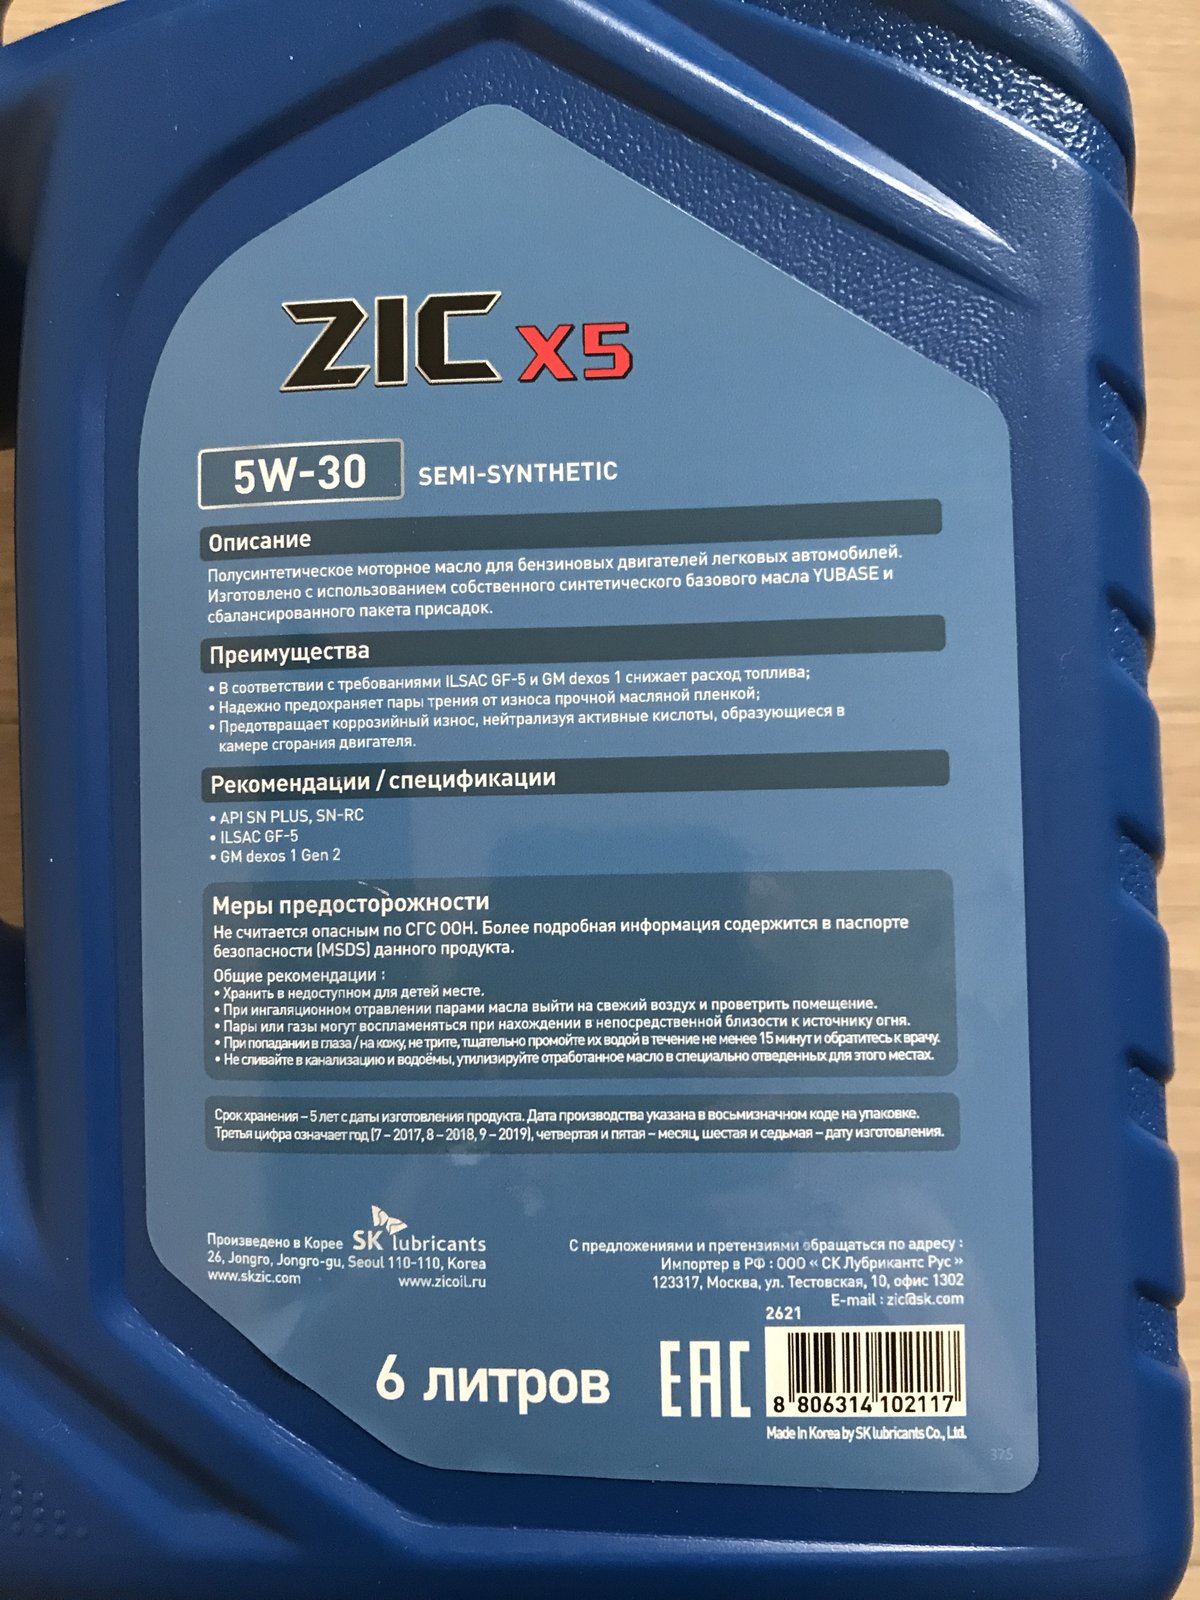 ZIC X5
5W-30 SEMI-SYNTHETIC
Описание
Полусинтетическое моторное масло для бензиновых двигателей легковых автомобилей.
Изготовлено с использованием собственного синтетического базового масла YUBASE и
сбалансированного пакета присадок.
Преимущества
• В соответствии с требованиями ILSAC GF-5 и GM dexos 1 снижает расход топлива;
• Надежно предохраняет пары трения от износа прочной масляной пленкой;
• Предотвращает коррозийный износ, нейтрализуя активные кислоты, образующиеся в
камере сгорания двигателя.
Рекомендации / спецификации
• API SN PLUS, SN-RC
• ILSAC GF-5
• GM dexos 1 Gen 2
Меры предосторожности
Не считается опасным по СГС ООН. Более подробная информация содержится в паспорте
безопасности (MSDS) данного продукта.
Общие рекомендации :
• Хранить в недоступном для детей месте.
• При ингаляционном отравлении парами масла выйти на свежий воздух и проветрить помещение.
• Пары или газы могут воспламеняться при нахождении в непосредственной близости к источнику огня.
• При попадании в глаза / на кожу, не трите, тщательно промойте их водой в течение не менее 15 минут и обратитесь к врачу.
• Не сливайте в канализацию и водоёмы, утилизируйте отработанное масло в специально отведенных для этого местах.
Срок хранения – 5 лет с даты изготовления продукта. Дата производства указана в восьмизначном коде на упаковке.
Третья цифра означает год (7 – 2017, 8 – 2018, 9 – 2019), четвертая и пятая – месяц, шестая и седьмая – дату изготовления.
Произведено в Корее SK lubricants
26, Jongro, Jongro-gu, Seoul 110-110, Korea
www.skzic.com www.zicoil.ru
С предложениями и претензиями обращаться по адресу :
Импортер в РФ : ООО « СК Лубрикантс Рус »
123317, Москва, ул. Тестовская, 10, офис 1302
E-mail : zic@sk.com
2621
6 литров
EAC
8 806314 102117
Made In Korea by SK lubricants Co., Ltd.
375